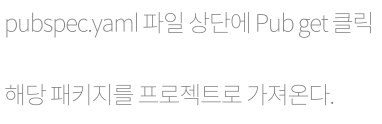 pubspec.yaml 파일 상단에 Pub get 클릭
해당 패키지를 프로젝트로 가져온다.